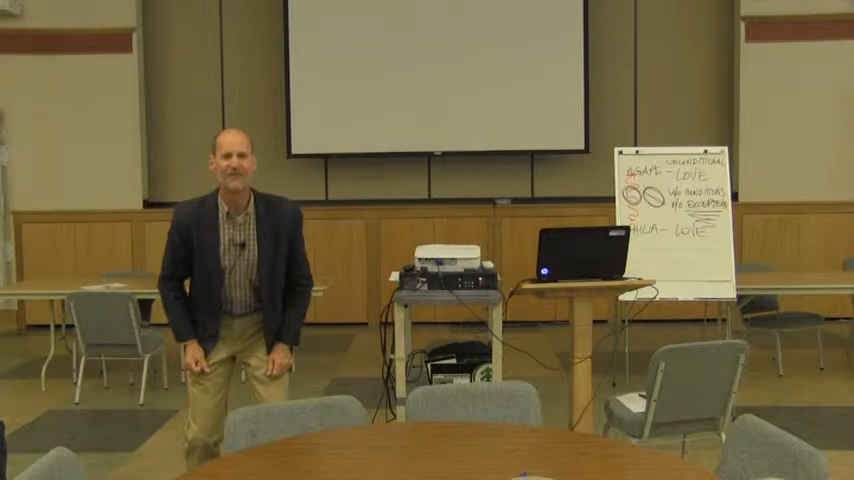 UNCONDITIONAL
AGAPE - LOVE
W/O CONDITIONS
W/O EXCEPTIONS
PHILIA - LOVE